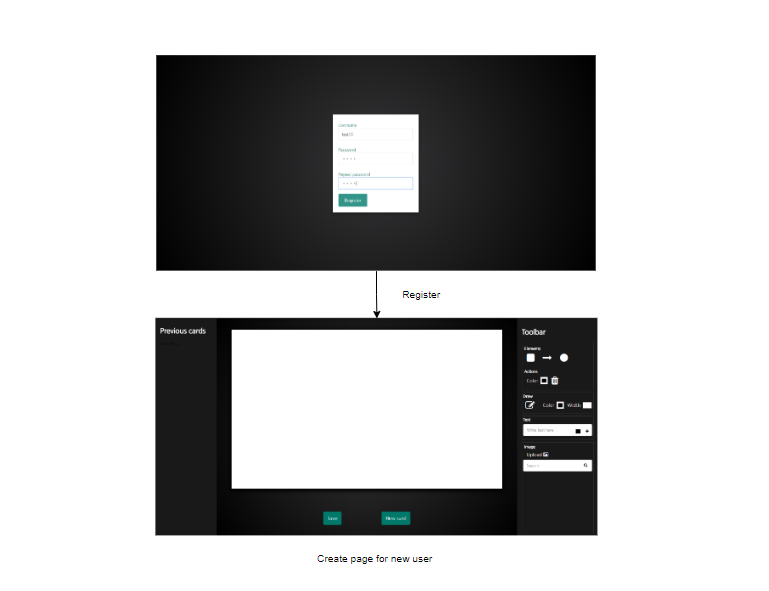 Username
Password
Repeat password
Register
Register
Previous cards
Toolbar
Elements
Actions
Color
Draw
Color Width
Text
Write text here
Image
Upload
Search
Save
New card
Create page for new user